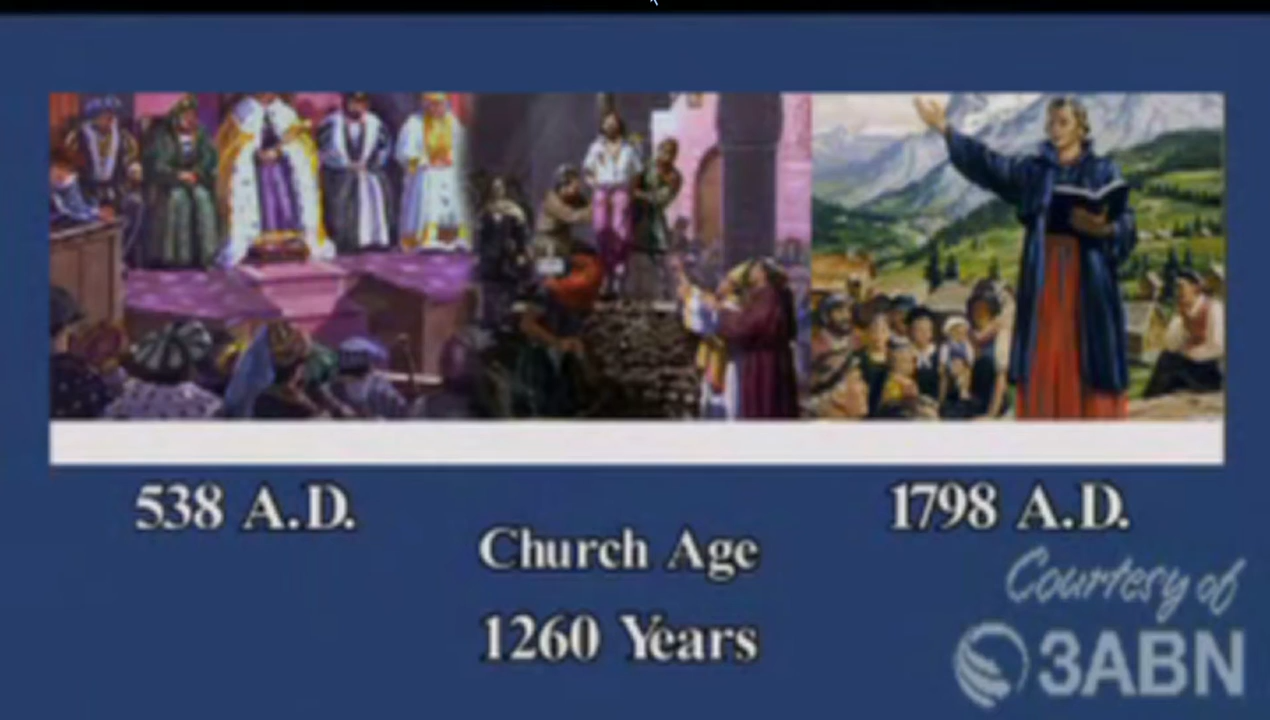 538 A.D.
1798 A.D.
Church Age
1260 Years
Courtesy of
3ABN